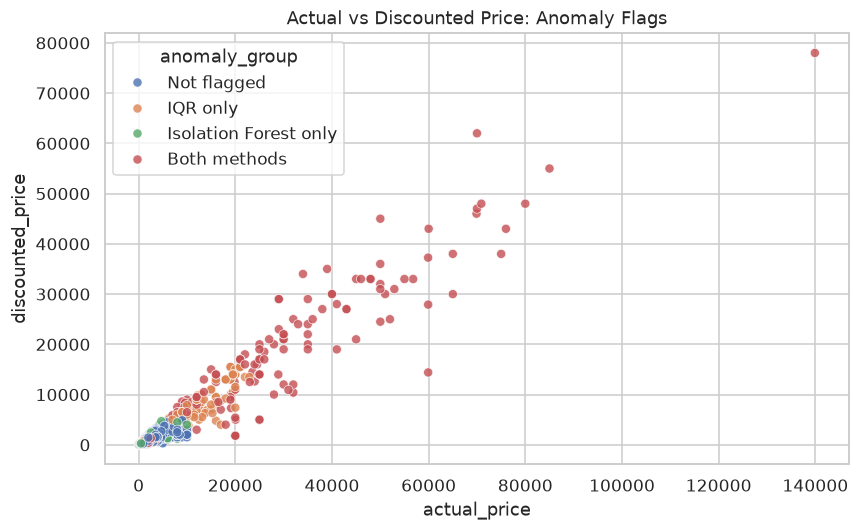 Actual vs Discounted Price: Anomaly Flags
anomaly_group
Not flagged
IQR only
Isolation Forest only
Both methods
80000
70000
60000
50000
40000
30000
20000
10000
0
discounted_price
0 20000 40000 60000 80000 100000 120000 140000
actual_price